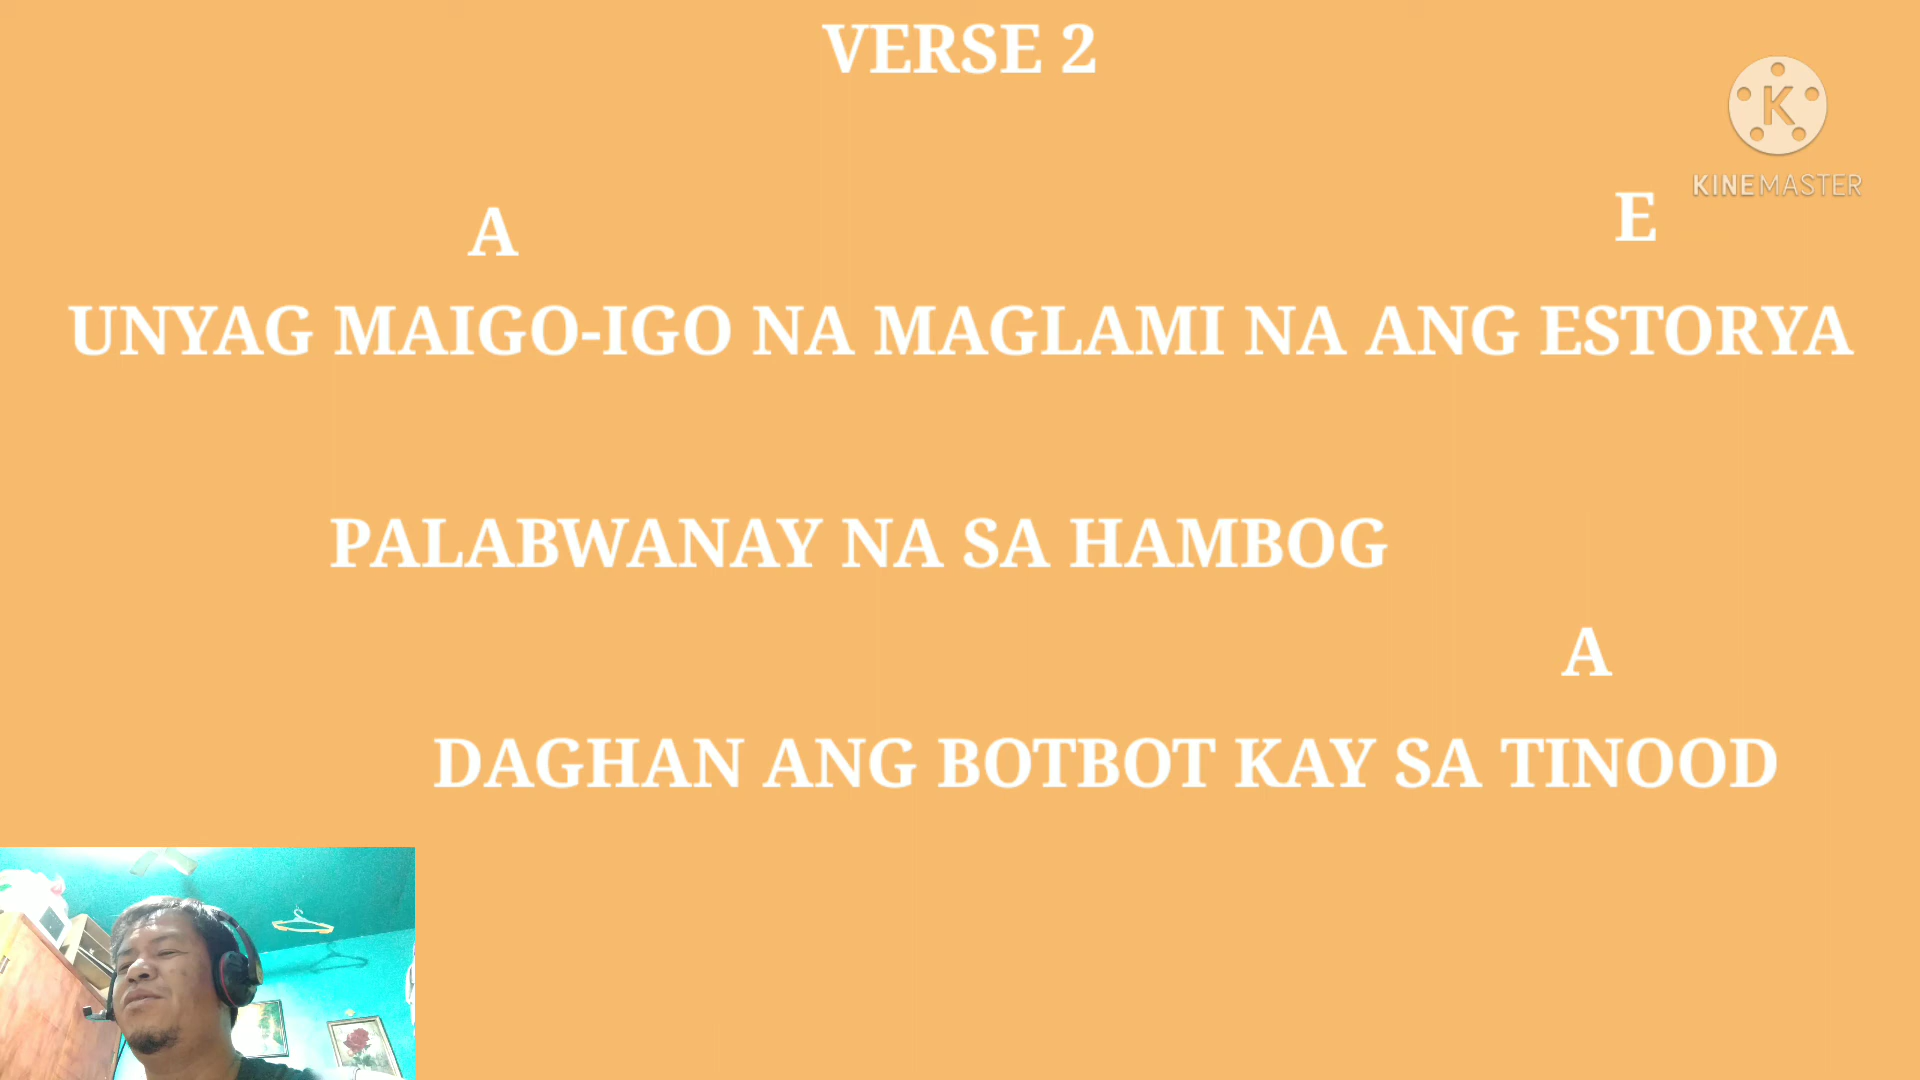 VERSE 2
KINEMASTER
A E
UNYAG MAIGO-IGO NA MAGLAMI NA ANG ESTORYA
PALABWANAY NA SA HAMBOG
A
DAGHAN ANG BOTBOT KAY SA TINOOD